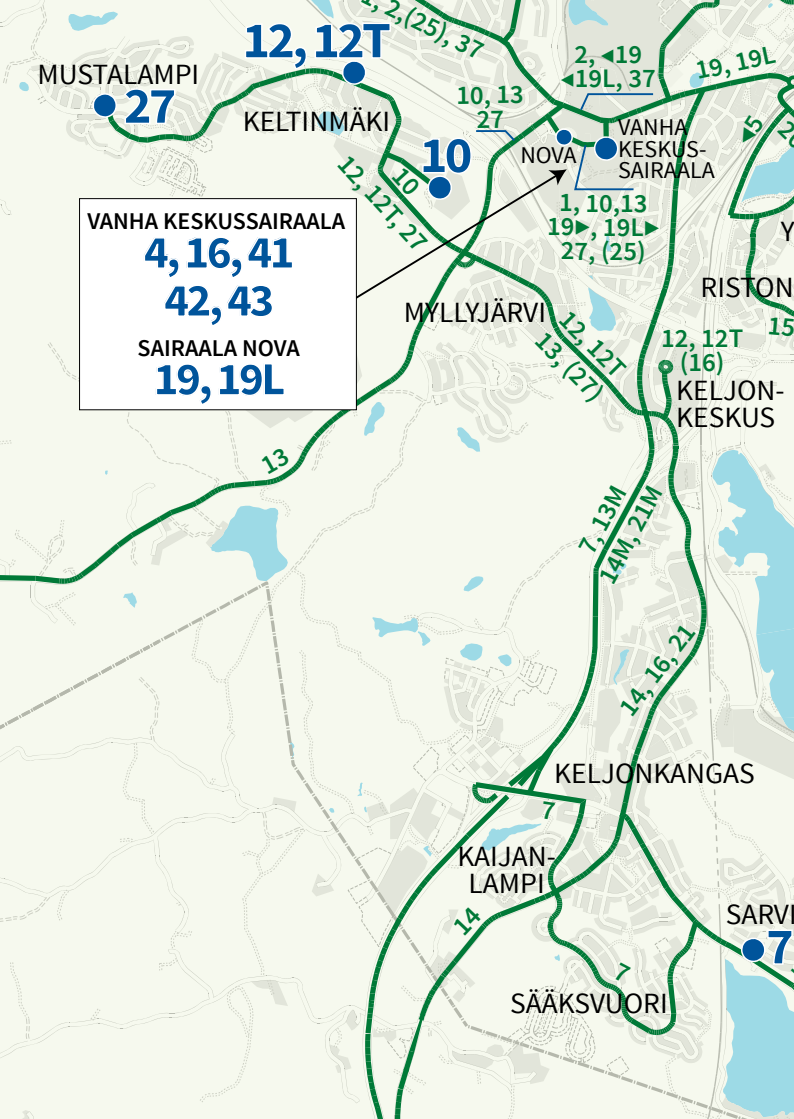 1, 2,(25), 37
12, 12T
MUSTALAMPI
27
KELTINMÄKI
2, ◄19
◄19L, 37
19, 19L
10, 13
27
10
10
12, 12T, 27
NOVA
VANHA
KESKUS-
SAIRAALA
►5
1, 10,13
19►, 19L►
27, (25)
VANHA KESKUSSAIRAALA
4, 16, 41
42, 43
SAIRAALA NOVA
19, 19L
MYLLYJÄRVI
12, 12T
13, (27)
Y
RISTON
15
12, 12T
(16)
KELJON-
KESKUS
13
7, 13M
14M, 21M
14, 16, 21
KELJONKANGAS
7
KAIJAN-
LAMPI
14
SARVI
7
7
SÄÄKSVUORI